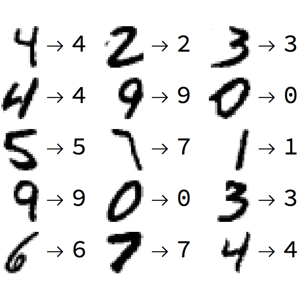 4 → 4 2 → 2 3 → 3
4 → 4 9 → 9 0 → 0
5 → 5 7 → 7 1 → 1
9 → 9 0 → 0 3 → 3
6 → 6 7 → 7 4 → 4